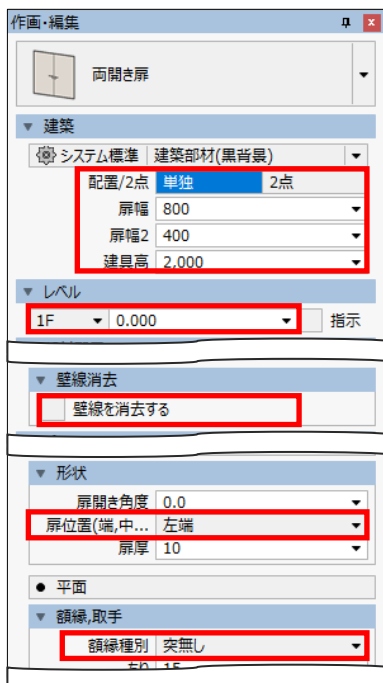 作画・編集
両開き扉
建築
システム標準 建築部材(黒背景)
配置/2点 単独 2点
扉幅 800
扉幅2 400
建具高 2,000
レベル
1F 0.000 指示
壁線消去
壁線を消去する
形状
扉開き角度 0.0
扉位置(端,中... 左端
扉厚 10
平面
額縁,取手
額縁種別 突無し